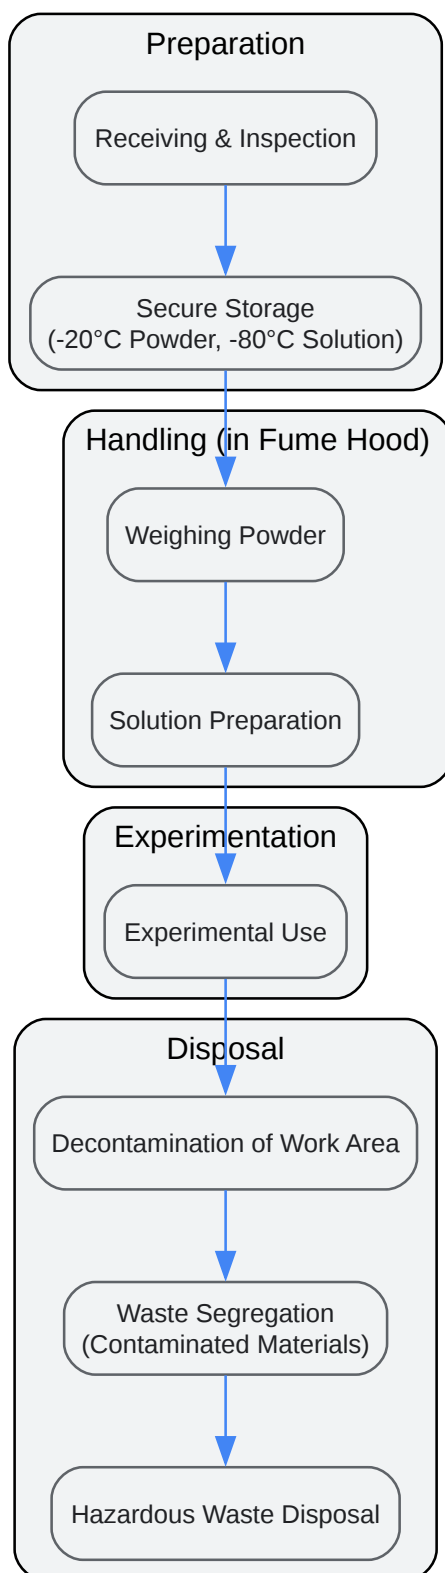 Preparation
Receiving & Inspection
Secure Storage
(-20°C Powder, -80°C Solution)
Handling (in Fume Hood)
Weighing Powder
Solution Preparation
Experimentation
Experimental Use
Disposal
Decontamination of Work Area
Waste Segregation
(Contaminated Materials)
Hazardous Waste Disposal